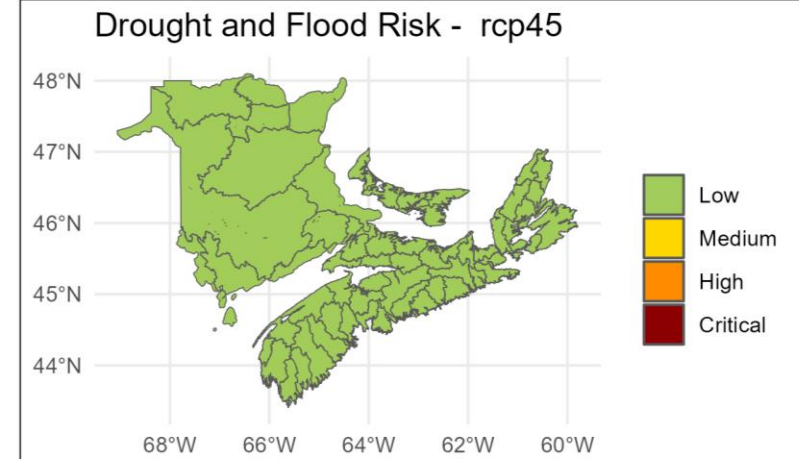 Drought and Flood Risk - rcp45
48°N
47°N
46°N
45°N
44°N
68°W 66°W 64°W 62°W 60°W
Low
Medium
High
Critical